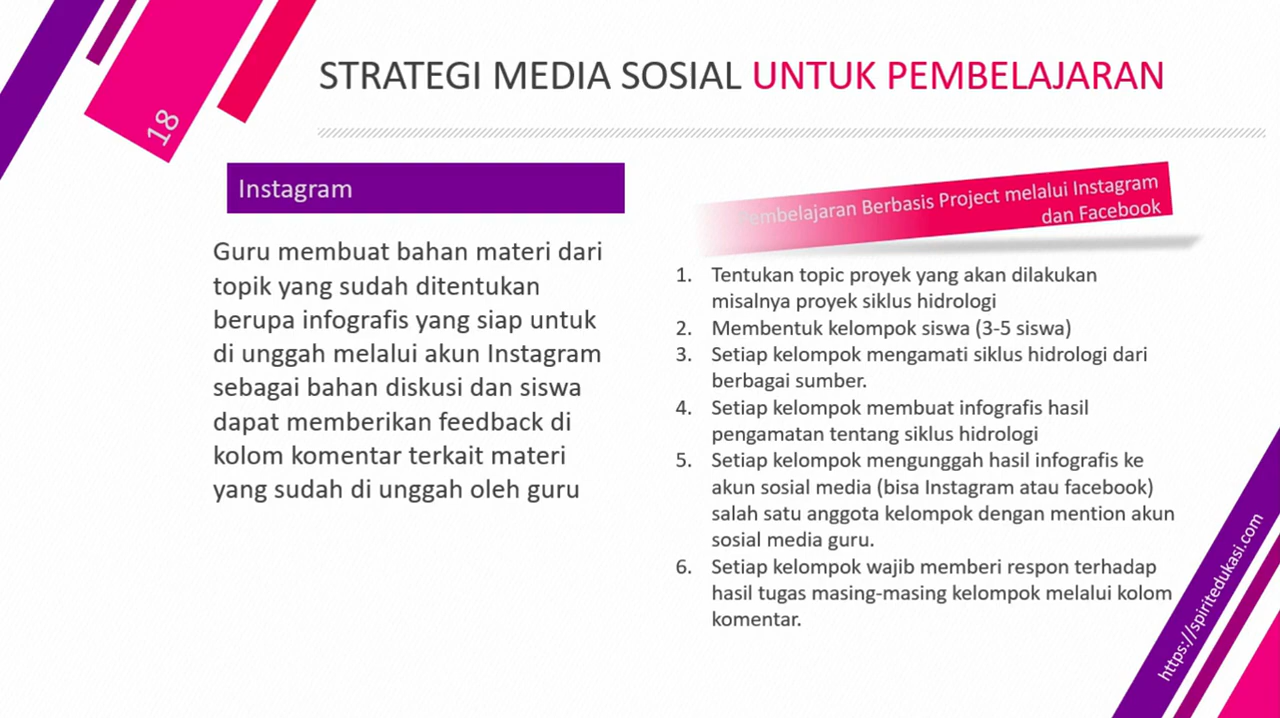 18
STRATEGI MEDIA SOSIAL UNTUK PEMBELAJARAN
Instagram
Guru membuat bahan materi dari
topik yang sudah ditentukan
berupa infografis yang siap untuk
di unggah melalui akun Instagram
sebagai bahan diskusi dan siswa
dapat memberikan feedback di
kolom komentar terkait materi
yang sudah di unggah oleh guru
Pembelajaran Berbasis Project melalui Instagram
dan Facebook
1. Tentukan topic proyek yang akan dilakukan
misalnya proyek siklus hidrologi
2. Membentuk kelompok siswa (3-5 siswa)
3. Setiap kelompok mengamati siklus hidrologi dari
berbagai sumber.
4. Setiap kelompok membuat infografis hasil
pengamatan tentang siklus hidrologi
5. Setiap kelompok mengunggah hasil infografis ke
akun sosial media (bisa Instagram atau facebook)
salah satu anggota kelompok dengan mention akun
sosial media guru.
6. Setiap kelompok wajib memberi respon terhadap
hasil tugas masing-masing kelompok melalui kolom
komentar.
https://spiritedukasi.com